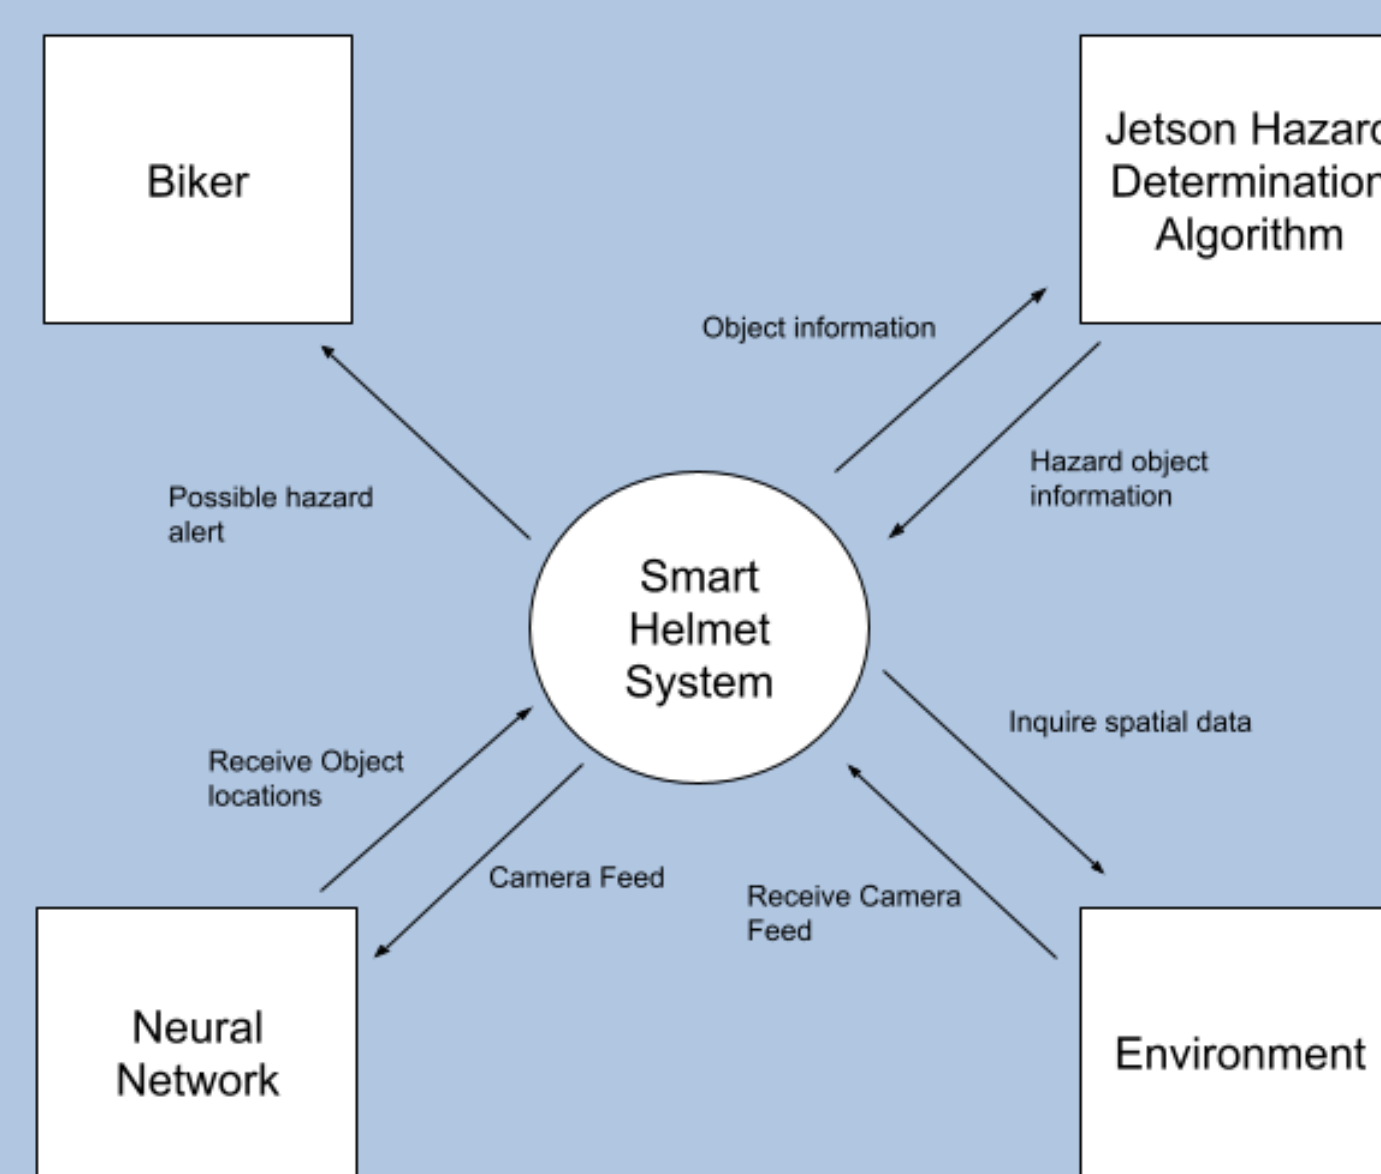 Biker
Jetson Hazard
Determination
Algorithm
Object information
Hazard object
information
Possible hazard
alert
Smart
Helmet
System
Inquire spatial data
Receive Object
locations
Camera Feed
Receive Camera
Feed
Neural
Network
Environment